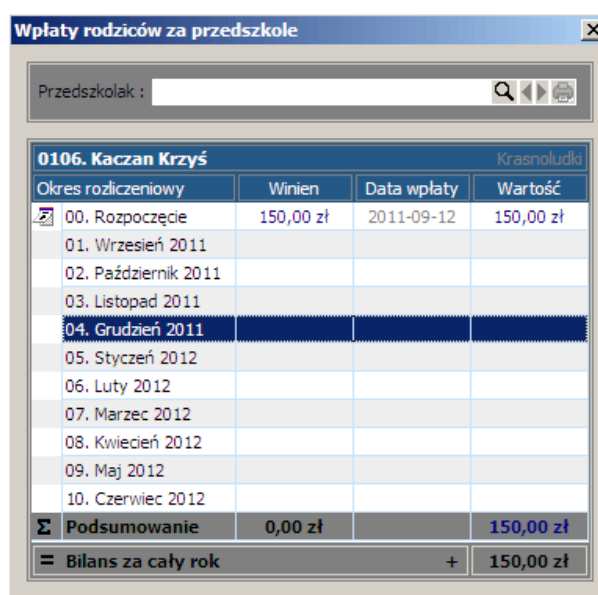 Wpłaty rodziców za przedszkole
Przedszkolak :
0106. Kaczan Krzyś Krasnoludki
Okres rozliczeniowy Winien Data wpłaty Wartość
00. Rozpoczęcie 150,00 zł 2011-09-12 150,00 zł
01. Wrzesień 2011
02. Październik 2011
03. Listopad 2011
04. Grudzień 2011
05. Styczeń 2012
06. Luty 2012
07. Marzec 2012
08. Kwiecień 2012
09. Maj 2012
10. Czerwiec 2012
Σ Podsumowanie 0,00 zł 150,00 zł
= Bilans za cały rok + 150,00 zł